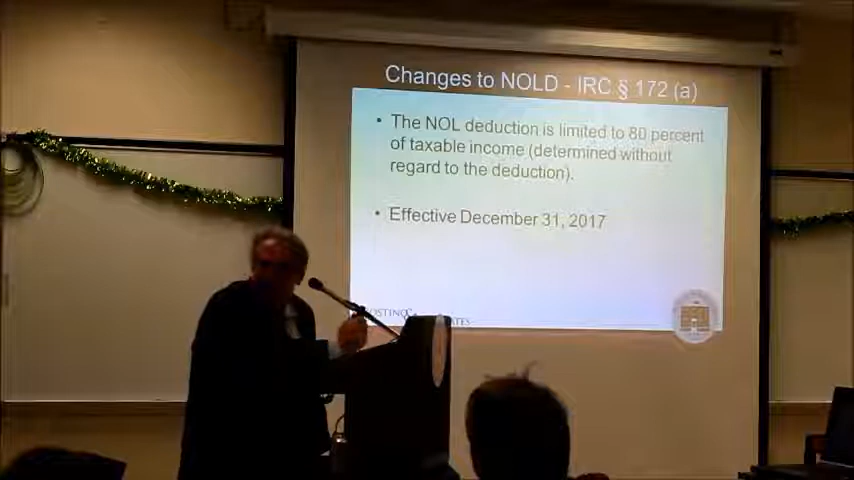 Changes to NOLD - IRC § 172 (a)
• The NOL deduction is limited to 80 percent
of taxable income (determined without
regard to the deduction).
• Effective December 31, 2017